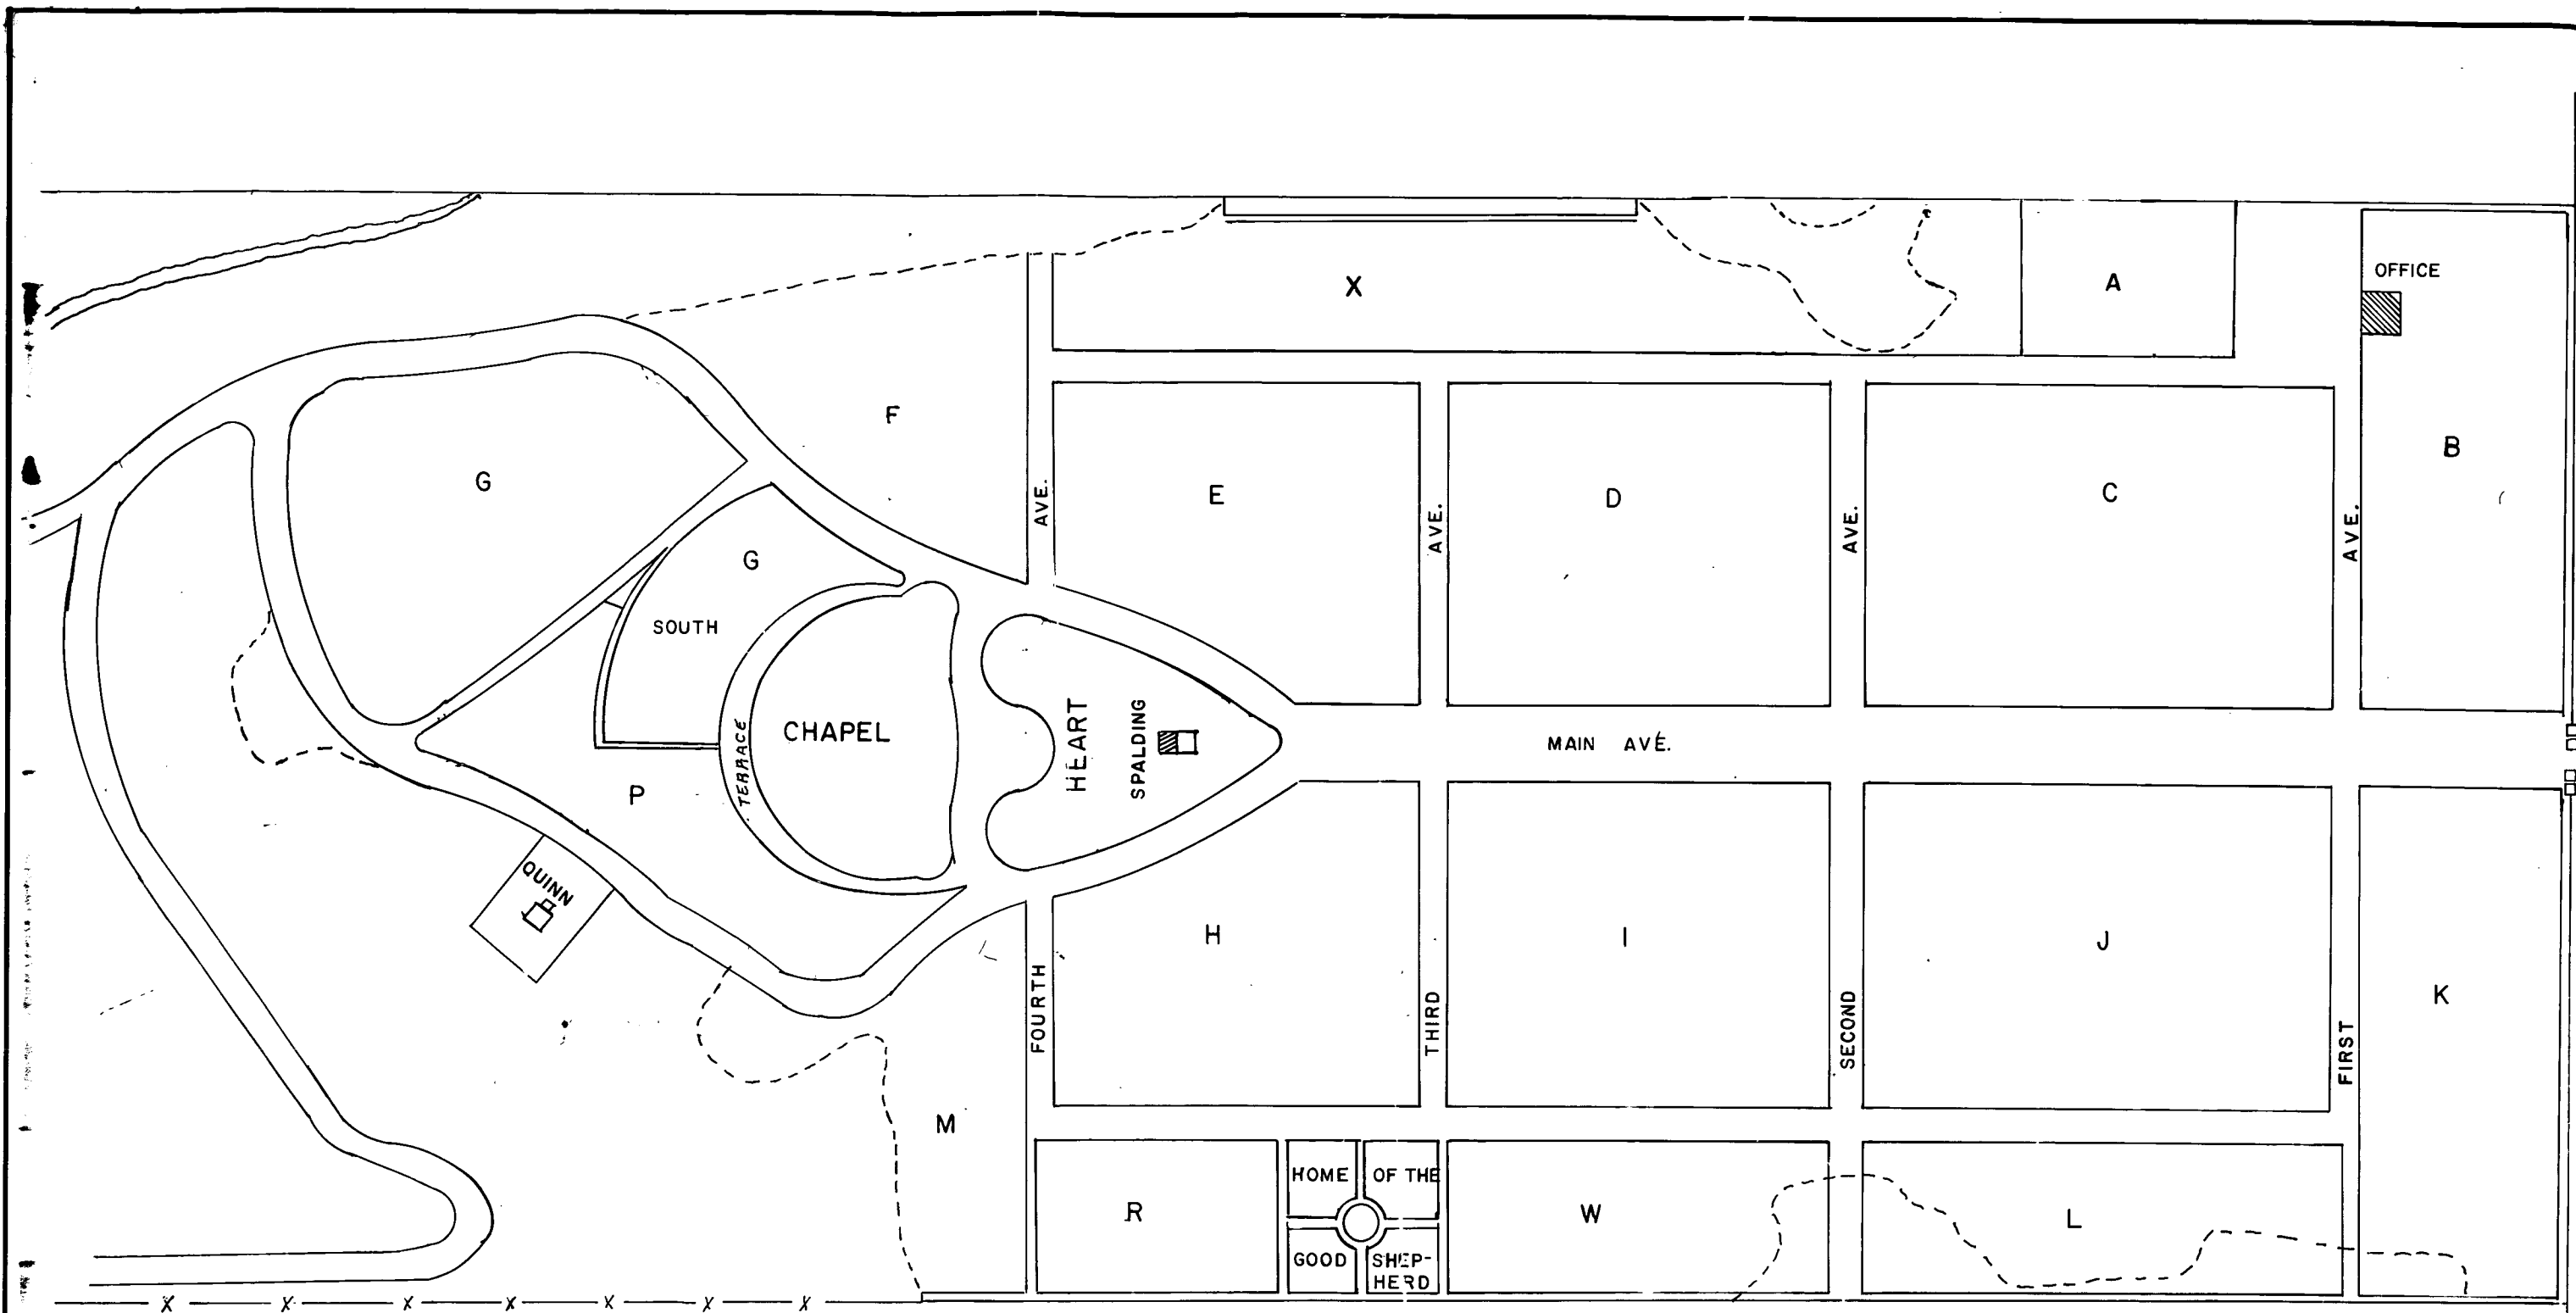 OFFICE
X
A
B
F
G
E
D
C
AVE.
AVE.
AVE.
AVE.
G
SOUTH
CHAPEL
TERRACE
HEART
SPALDING
MAIN AVE.
P
QUINN
H
I
J
K
FOURTH
THIRD
SECOND
FIRST
M
R
HOME OF THE
GOOD SHEP-
HERD
W
L
X X X X X X X